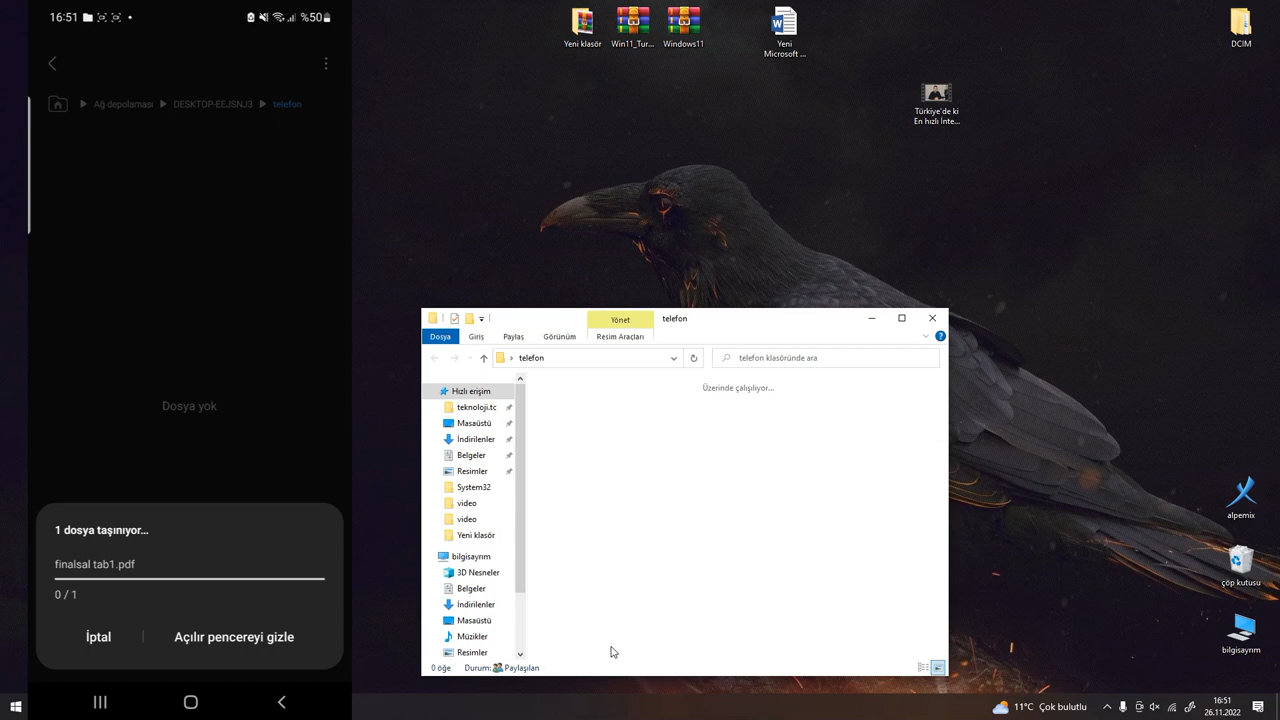 16:51
%50
Ağ depolaması
DESKTOP-EEJSNJ3
telefon
Dosya yok
1 dosya taşınıyor...
finalsal tab1.pdf
0 / 1
İptal
Açılır pencereyi gizle
Yeni klasör
Win11_Tur...
Windows11
Yeni
Microsoft ...
DCIM
Türkiye'de ki
En hızlı İnte...
Yönet
telefon
Dosya
Giriş
Paylaş
Görünüm
Resim Araçları
telefon
telefon klasöründe ara
Üzerinde çalışılıyor...
Hızlı erişim
teknoloji.tc
Masaüstü
İndirilenler
Belgeler
Resimler
System32
video
video
Yeni klasör
bilgisayrım
3D Nesneler
Belgeler
İndirilenler
Masaüstü
Müzikler
Resimler
0 öğe
Durum:
Paylaşılan
alpemix
çöp kutusu
bilgisayrım
11°C Çok bulutlu
16:51
26.11.2022